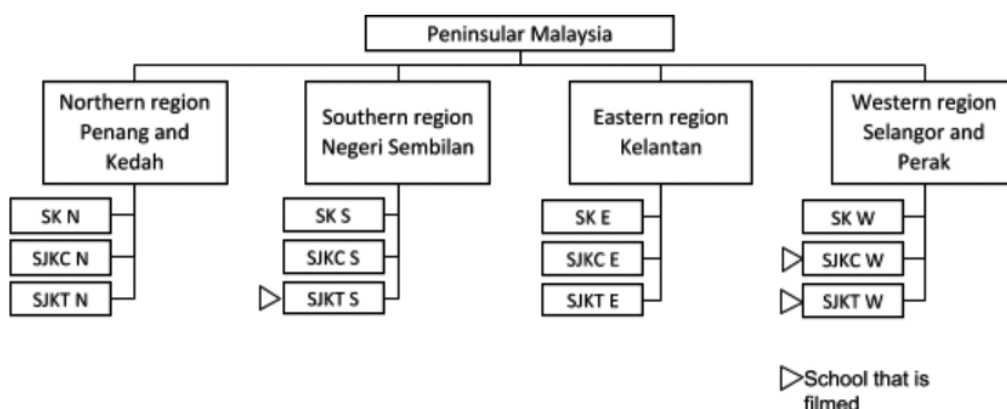 Peninsular Malaysia
Northern region
Penang and
Kedah
Southern region
Negeri Sembilan
Eastern region
Kelantan
Western region
Selangor and
Perak
SK N
SJKC N
SJKT N
SK S
SJKC S
SJKT S
SK E
SJKC E
SJKT E
SK W
SJKC W
SJKT W
School that is
filmed